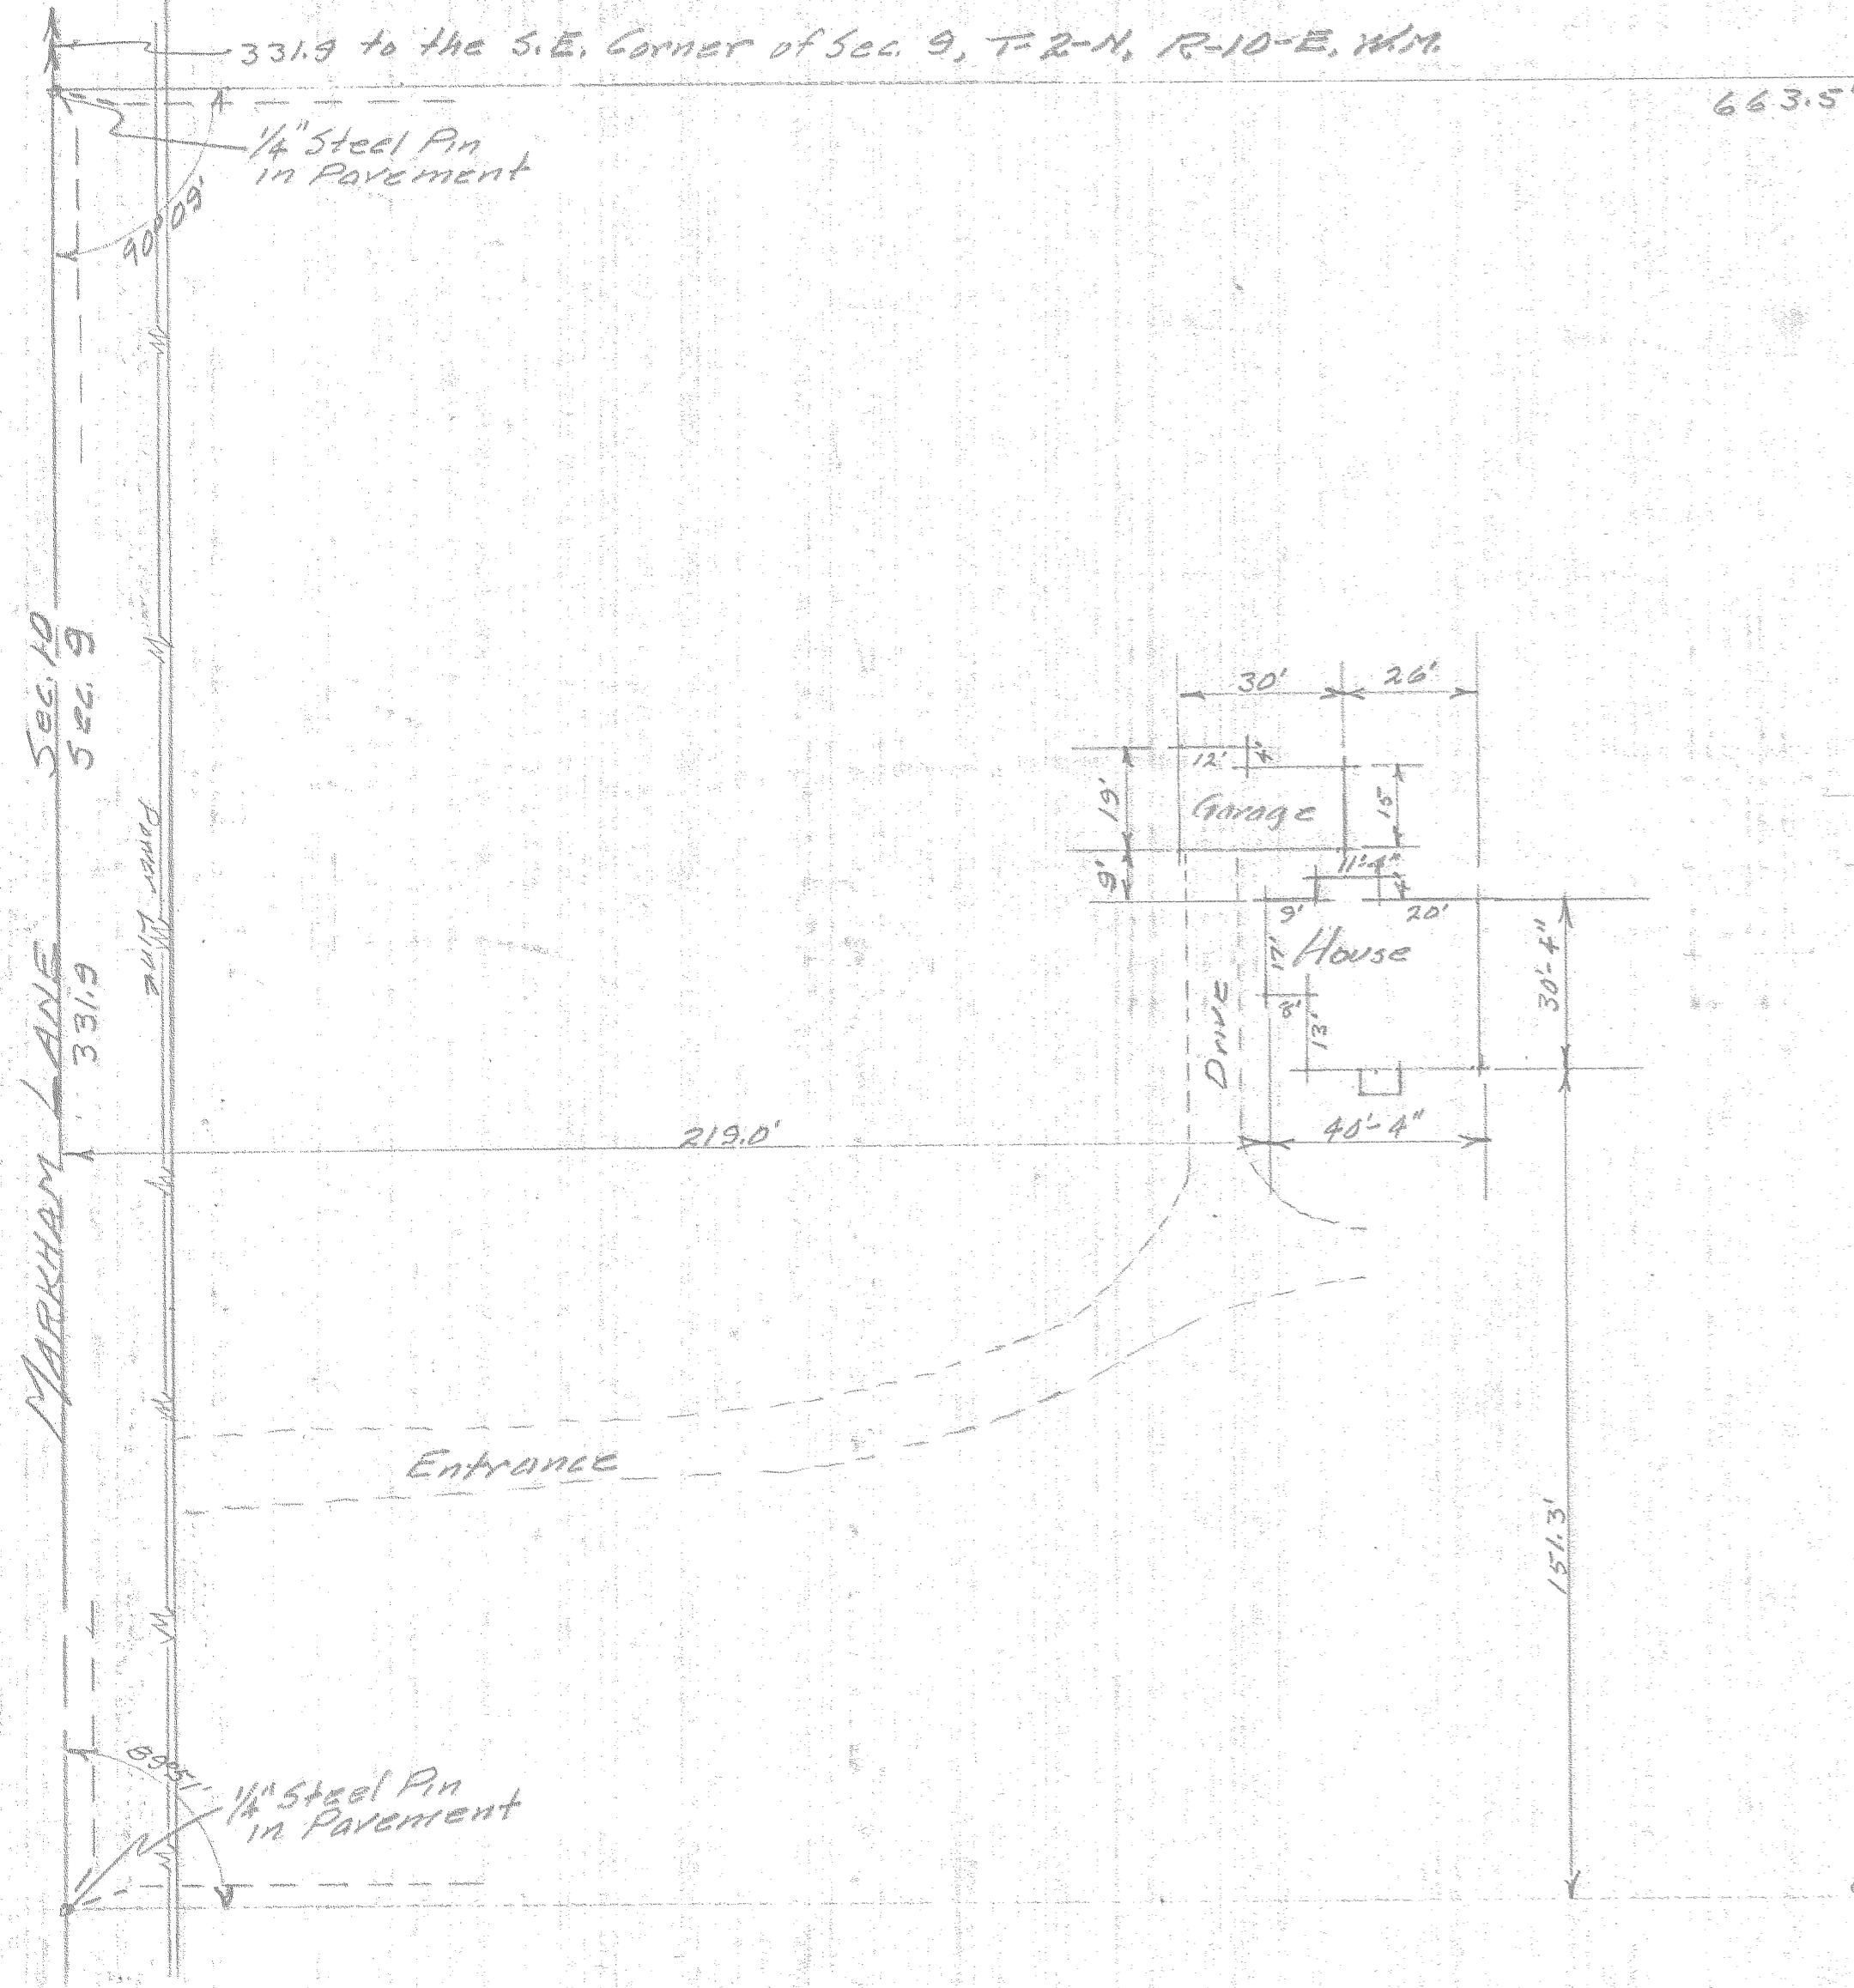 331.9 to the S.E. Corner of Sec. 9, T-2-N, R-10-E. W.M.
663.5'
1/4" Steel Pin
in Pavement
90°09'
Sec. 10
Sec. 9
Power Line
MARKHAM LANE
331.9
30'
26'
12'
4'
19'
Garage
15'
9'
11'-4"
4'
9'
20'
17'
House
8'
13'
30'-4"
Drive
219.0'
40'-4"
Entrance
151.3'
1/4" Steel Pin
in Pavement